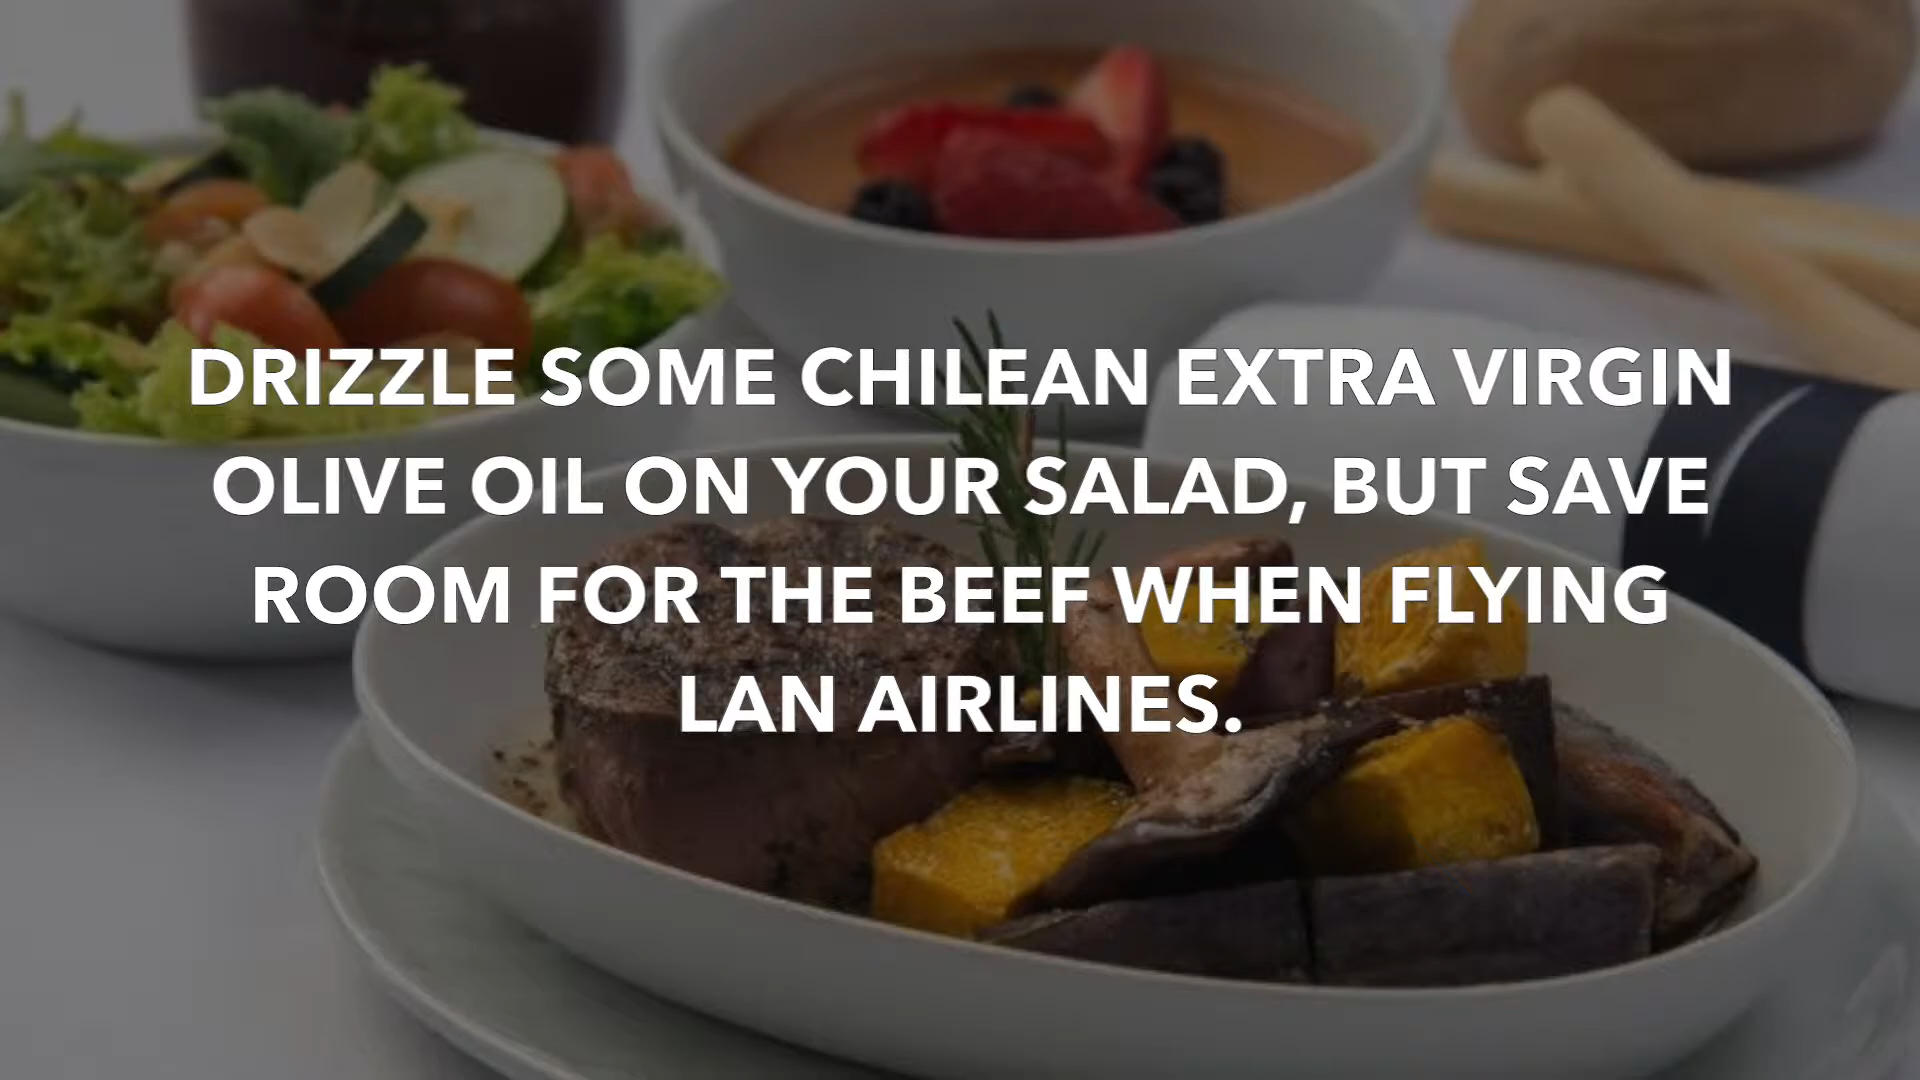 DRIZZLE SOME CHILEAN EXTRA VIRGIN
OLIVE OIL ON YOUR SALAD, BUT SAVE
ROOM FOR THE BEEF WHEN FLYING
LAN AIRLINES.